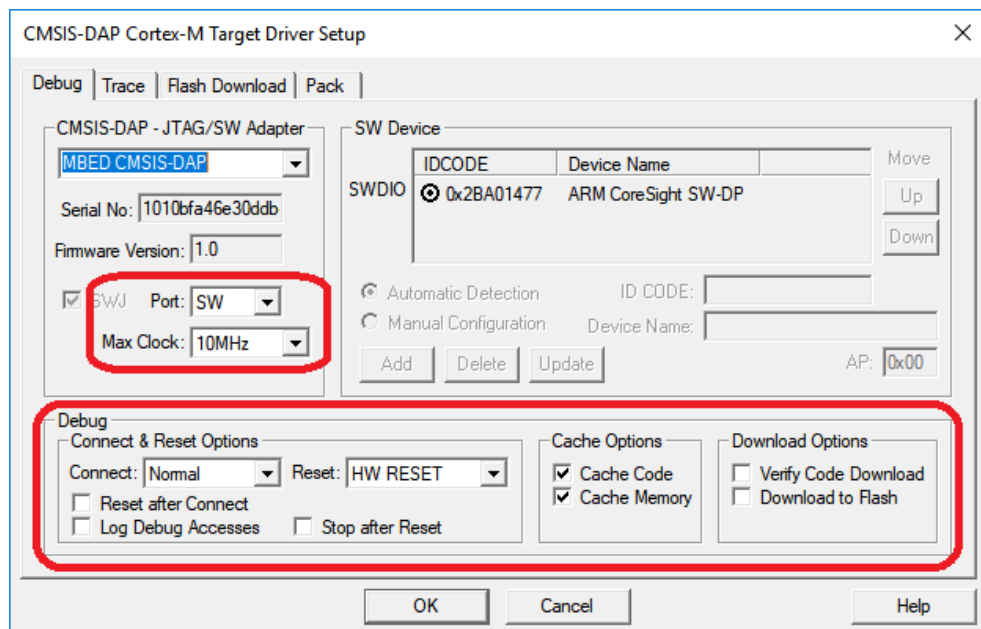 CMSIS-DAP Cortex-M Target Driver Setup
Debug Trace Flash Download Pack
CMSIS-DAP - JTAG/SW Adapter
MBED CMSIS-DAP
Serial No: 1010bfa46e30ddb
Firmware Version: 1.0
SWJ Port: SW
Max Clock: 10MHz
SW Device
IDCODE Device Name
SWDIO 0x2BA01477 ARM CoreSight SW-DP
Move
Up
Down
Automatic Detection ID CODE:
Manual Configuration Device Name:
Add Delete Update AP: 0x00
Debug
Connect & Reset Options
Connect: Normal Reset: HW RESET
Reset after Connect
Log Debug Accesses Stop after Reset
Cache Options
Cache Code
Cache Memory
Download Options
Verify Code Download
Download to Flash
OK Cancel Help